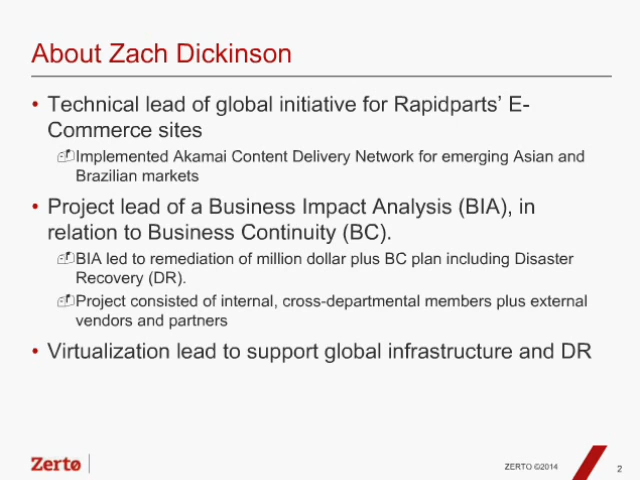 About Zach Dickinson
• Technical lead of global initiative for Rapidparts’ E-
Commerce sites
Implemented Akamai Content Delivery Network for emerging Asian and
Brazilian markets
• Project lead of a Business Impact Analysis (BIA), in
relation to Business Continuity (BC).
BIA led to remediation of million dollar plus BC plan including Disaster
Recovery (DR).
Project consisted of internal, cross-departmental members plus external
vendors and partners
• Virtualization lead to support global infrastructure and DR
Zerto
ZERTO ©2014
2